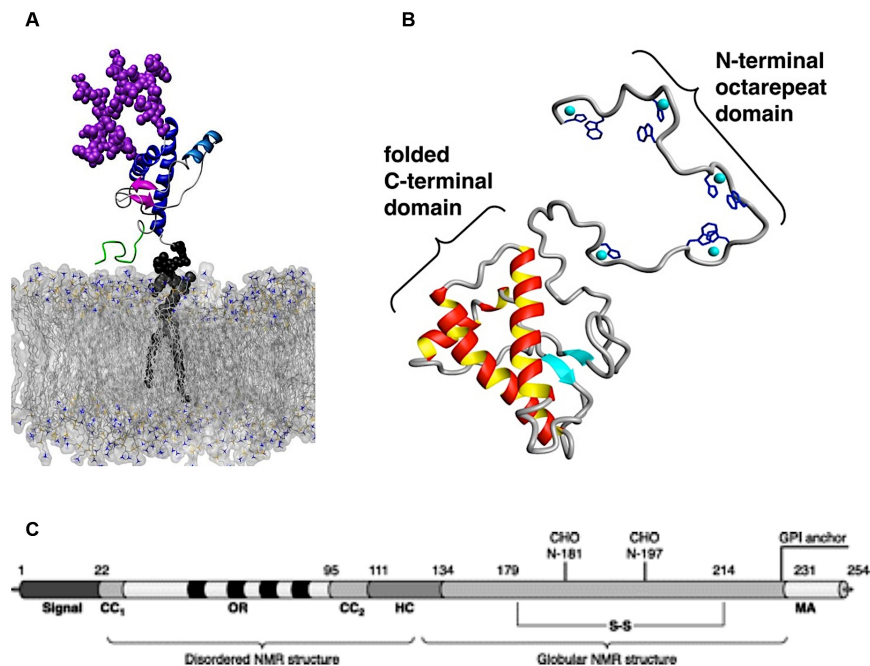 A
B
N-terminal
octarepeat
domain
folded
C-terminal
domain
C
CHO CHO GPI anchor
1 22 95 111 134 179 N-181 N-197 214 231 254
Signal CC1 OR CC2 HC MA
S-S
Disordered NMR structure Globular NMR structure